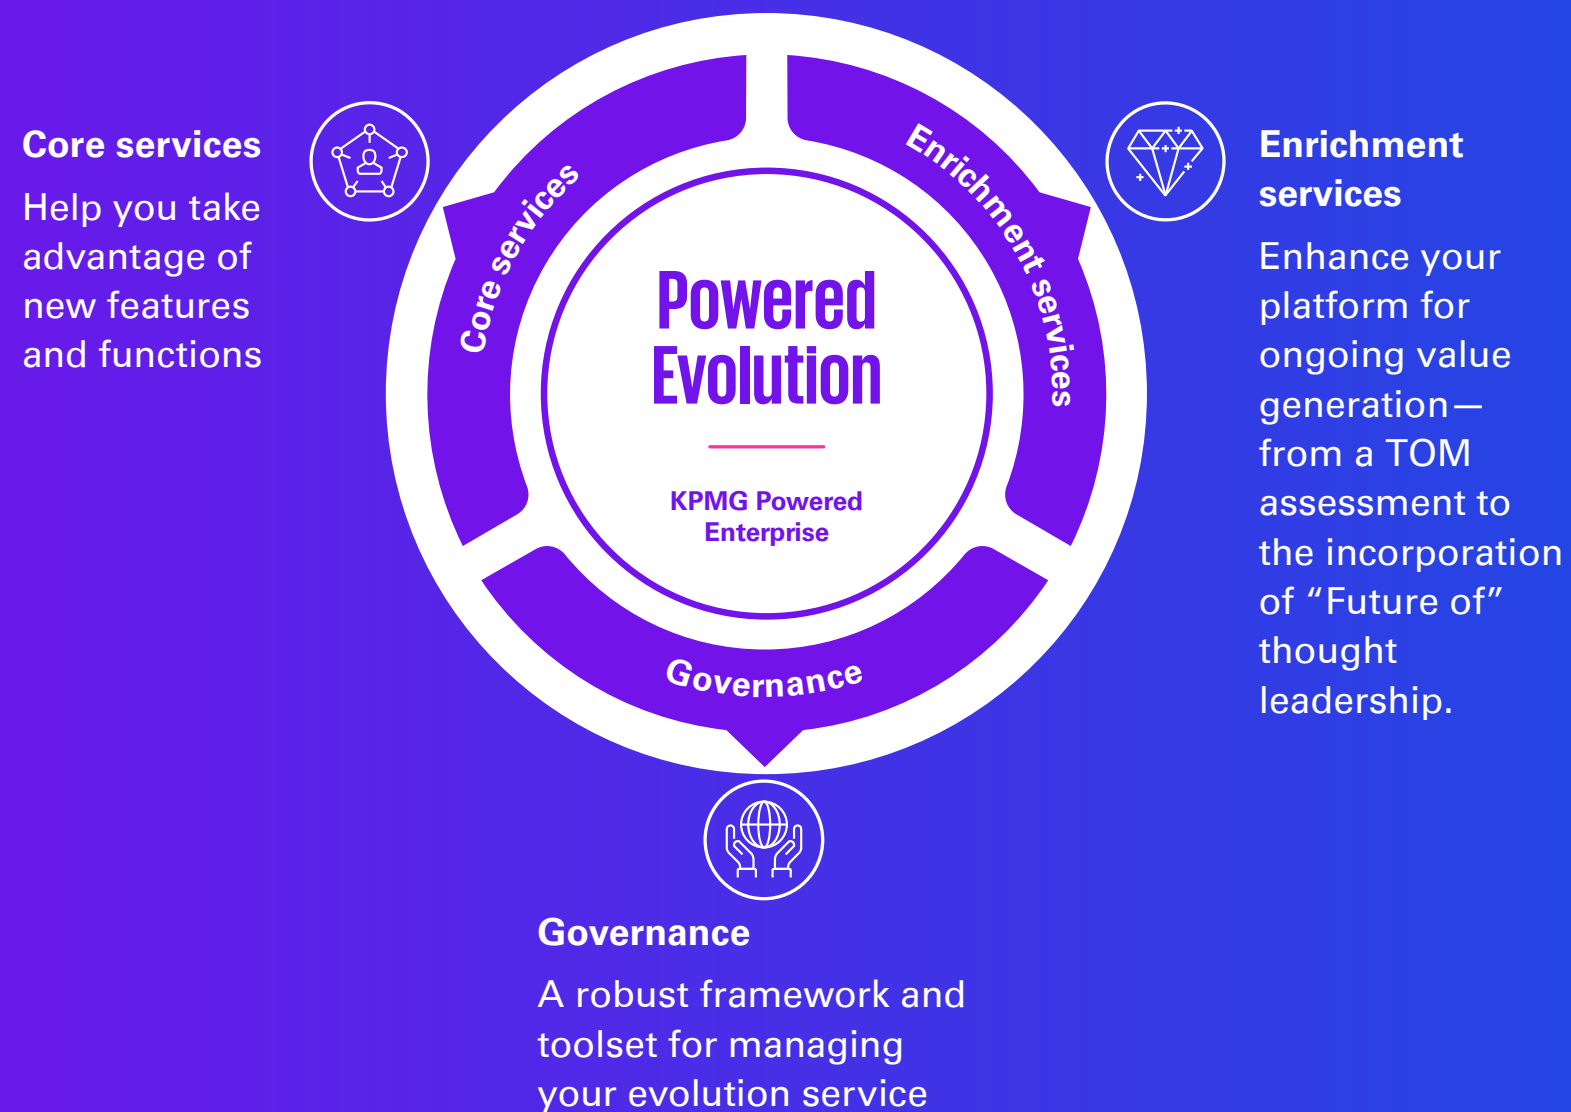 Core services
Help you take
advantage of
new features
and functions
Core services
Enrichment services
Governance
Powered
Evolution
KPMG Powered
Enterprise
Enrichment
services
Enhance your
platform for
ongoing value
generation—
from a TOM
assessment to
the incorporation
of “Future of”
thought
leadership.
Governance
A robust framework and
toolset for managing
your evolution service